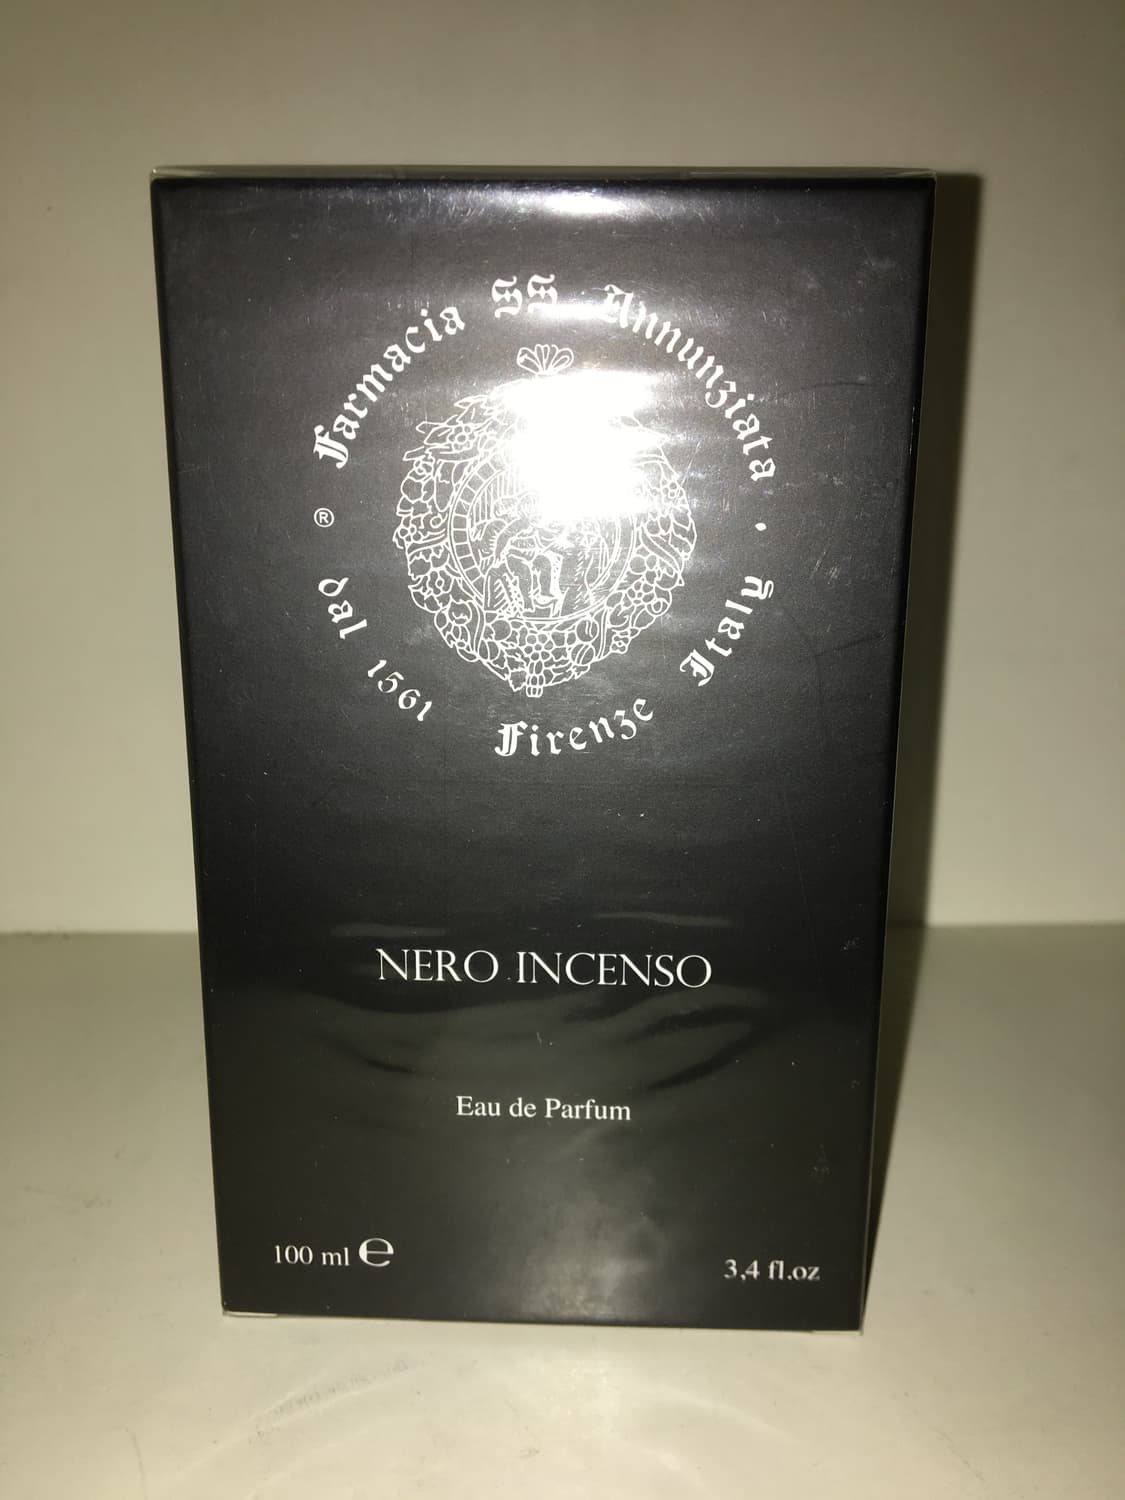 Farmacia SS Annunziata
· 
® dal 1561 Firenze Italy
NERO INCENSO
Eau de Parfum
100 ml ℮
3,4 fl.oz